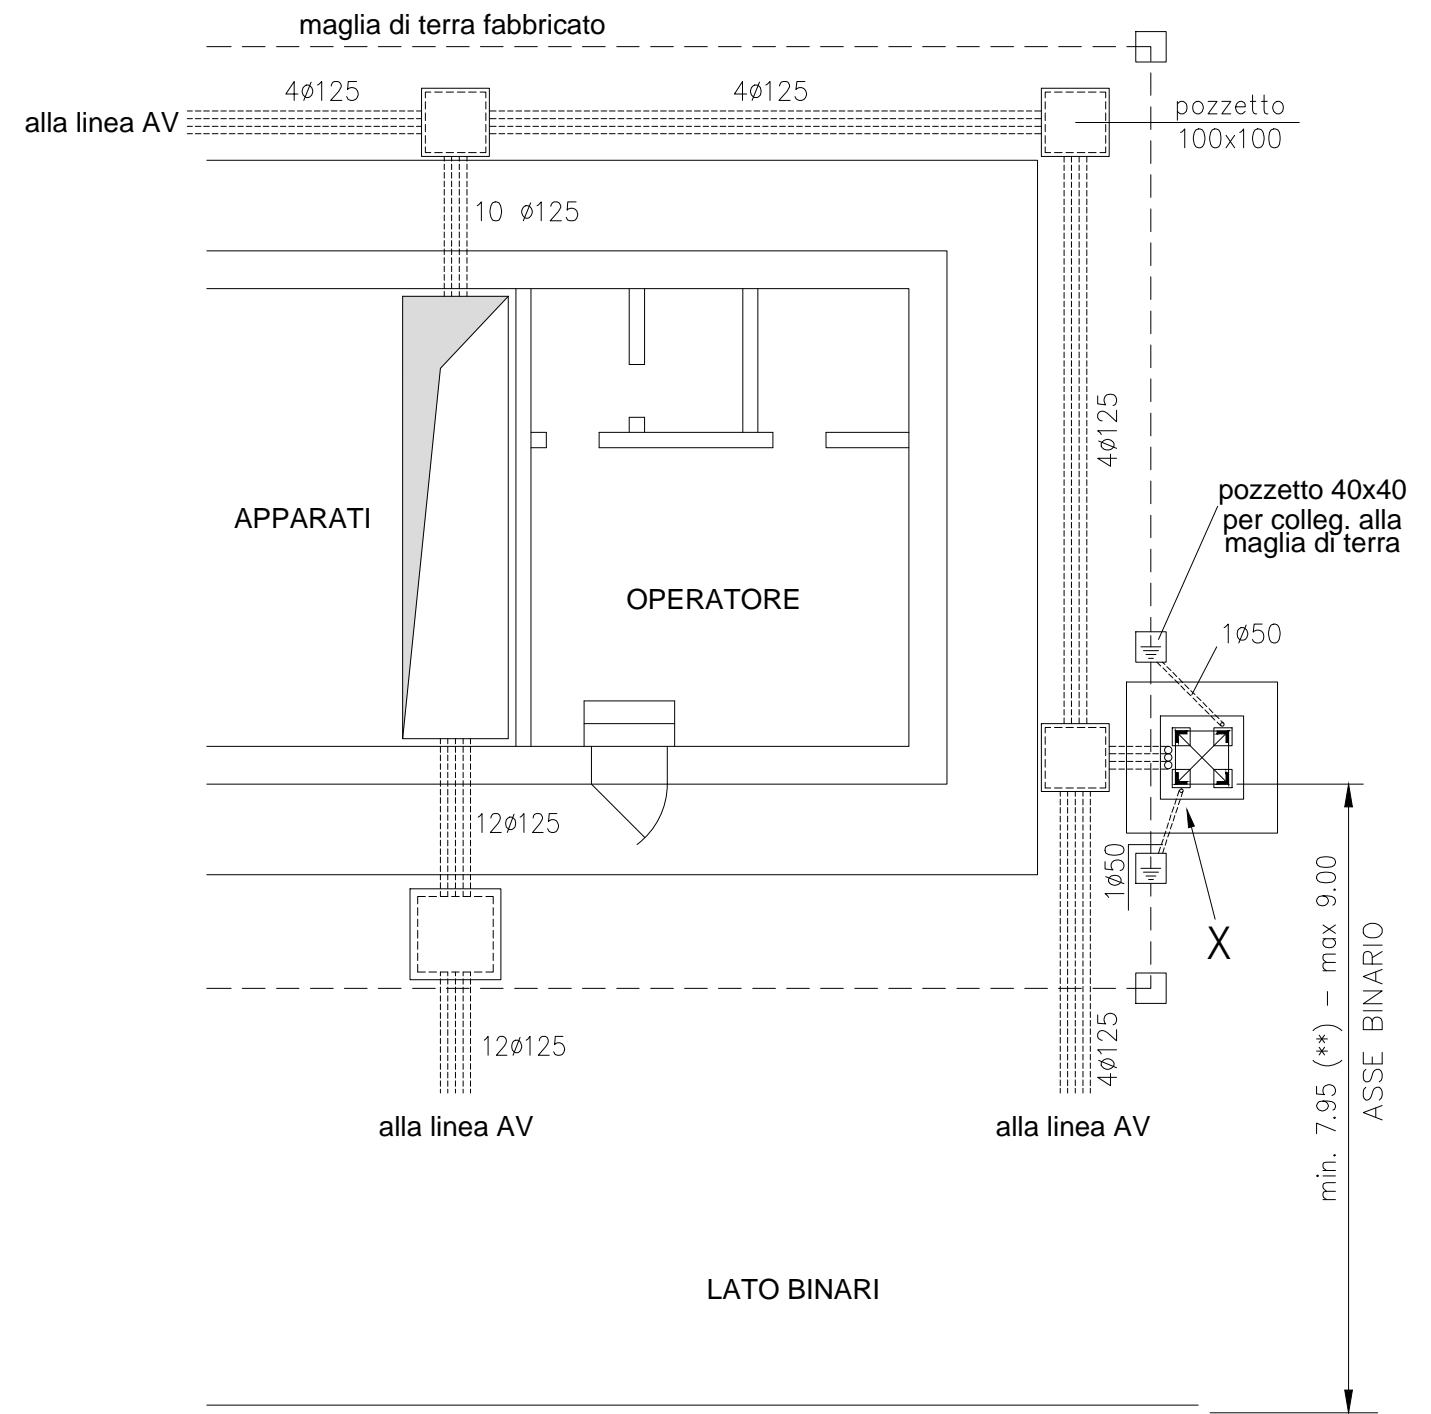 maglia di terra fabbricato
4ø125
4ø125
alla linea AV
pozzetto
100x100
10 ø125
4ø125
pozzetto 40x40
per colleg. alla
maglia di terra
APPARATI
OPERATORE
1ø50
12ø125
1ø50
X
min. 7.95 (**) – max 9.00
ASSE BINARIO
12ø125
4ø125
alla linea AV
alla linea AV
LATO BINARI